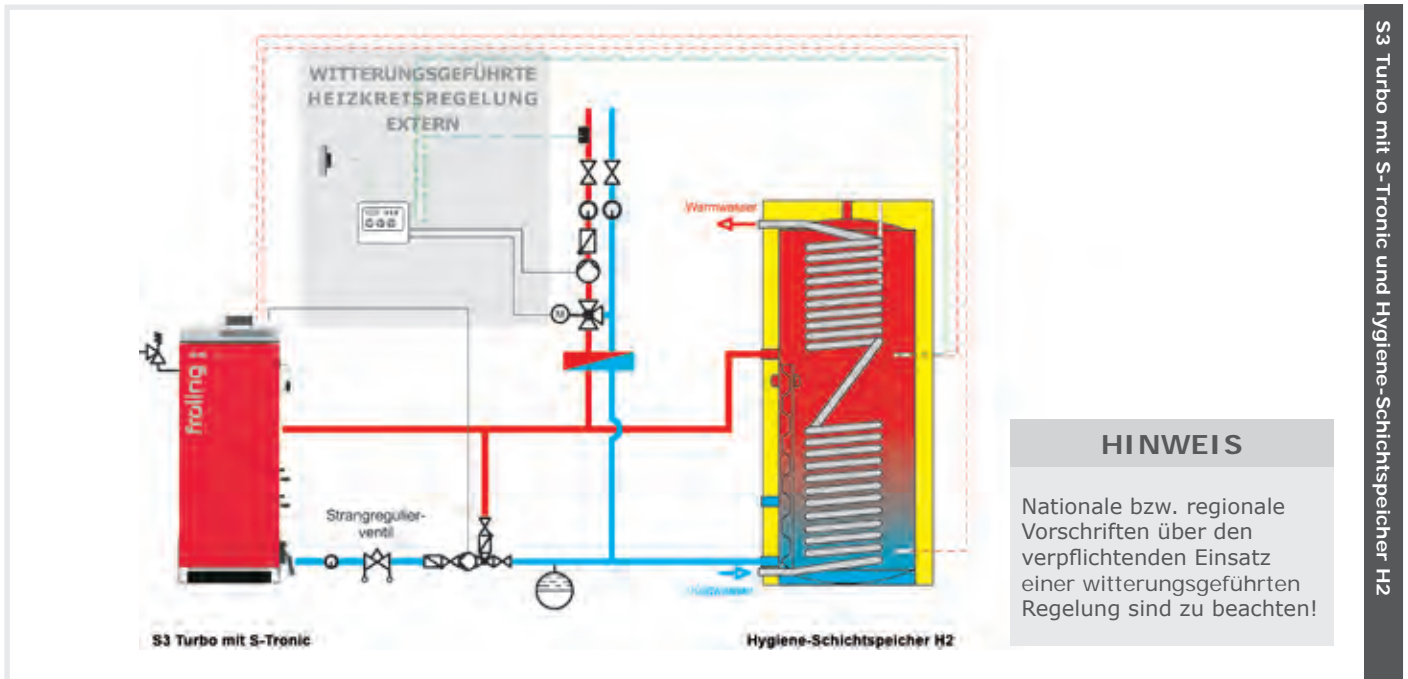 WITTERUNGSGEFÜHRTE
HEIZKREISREGELUNG
EXTERN
Warmwasser
M
froling
Strangregulier-
ventil
Kaltwasser
S3 Turbo mit S-Tronic
Hygiene-Schichtspeicher H2
HINWEIS
Nationale bzw. regionale
Vorschriften über den
verpflichtenden Einsatz
einer witterungsgeführten
Regelung sind zu beachten!
S3 Turbo mit S-Tronic und Hygiene-Schichtspeicher H2